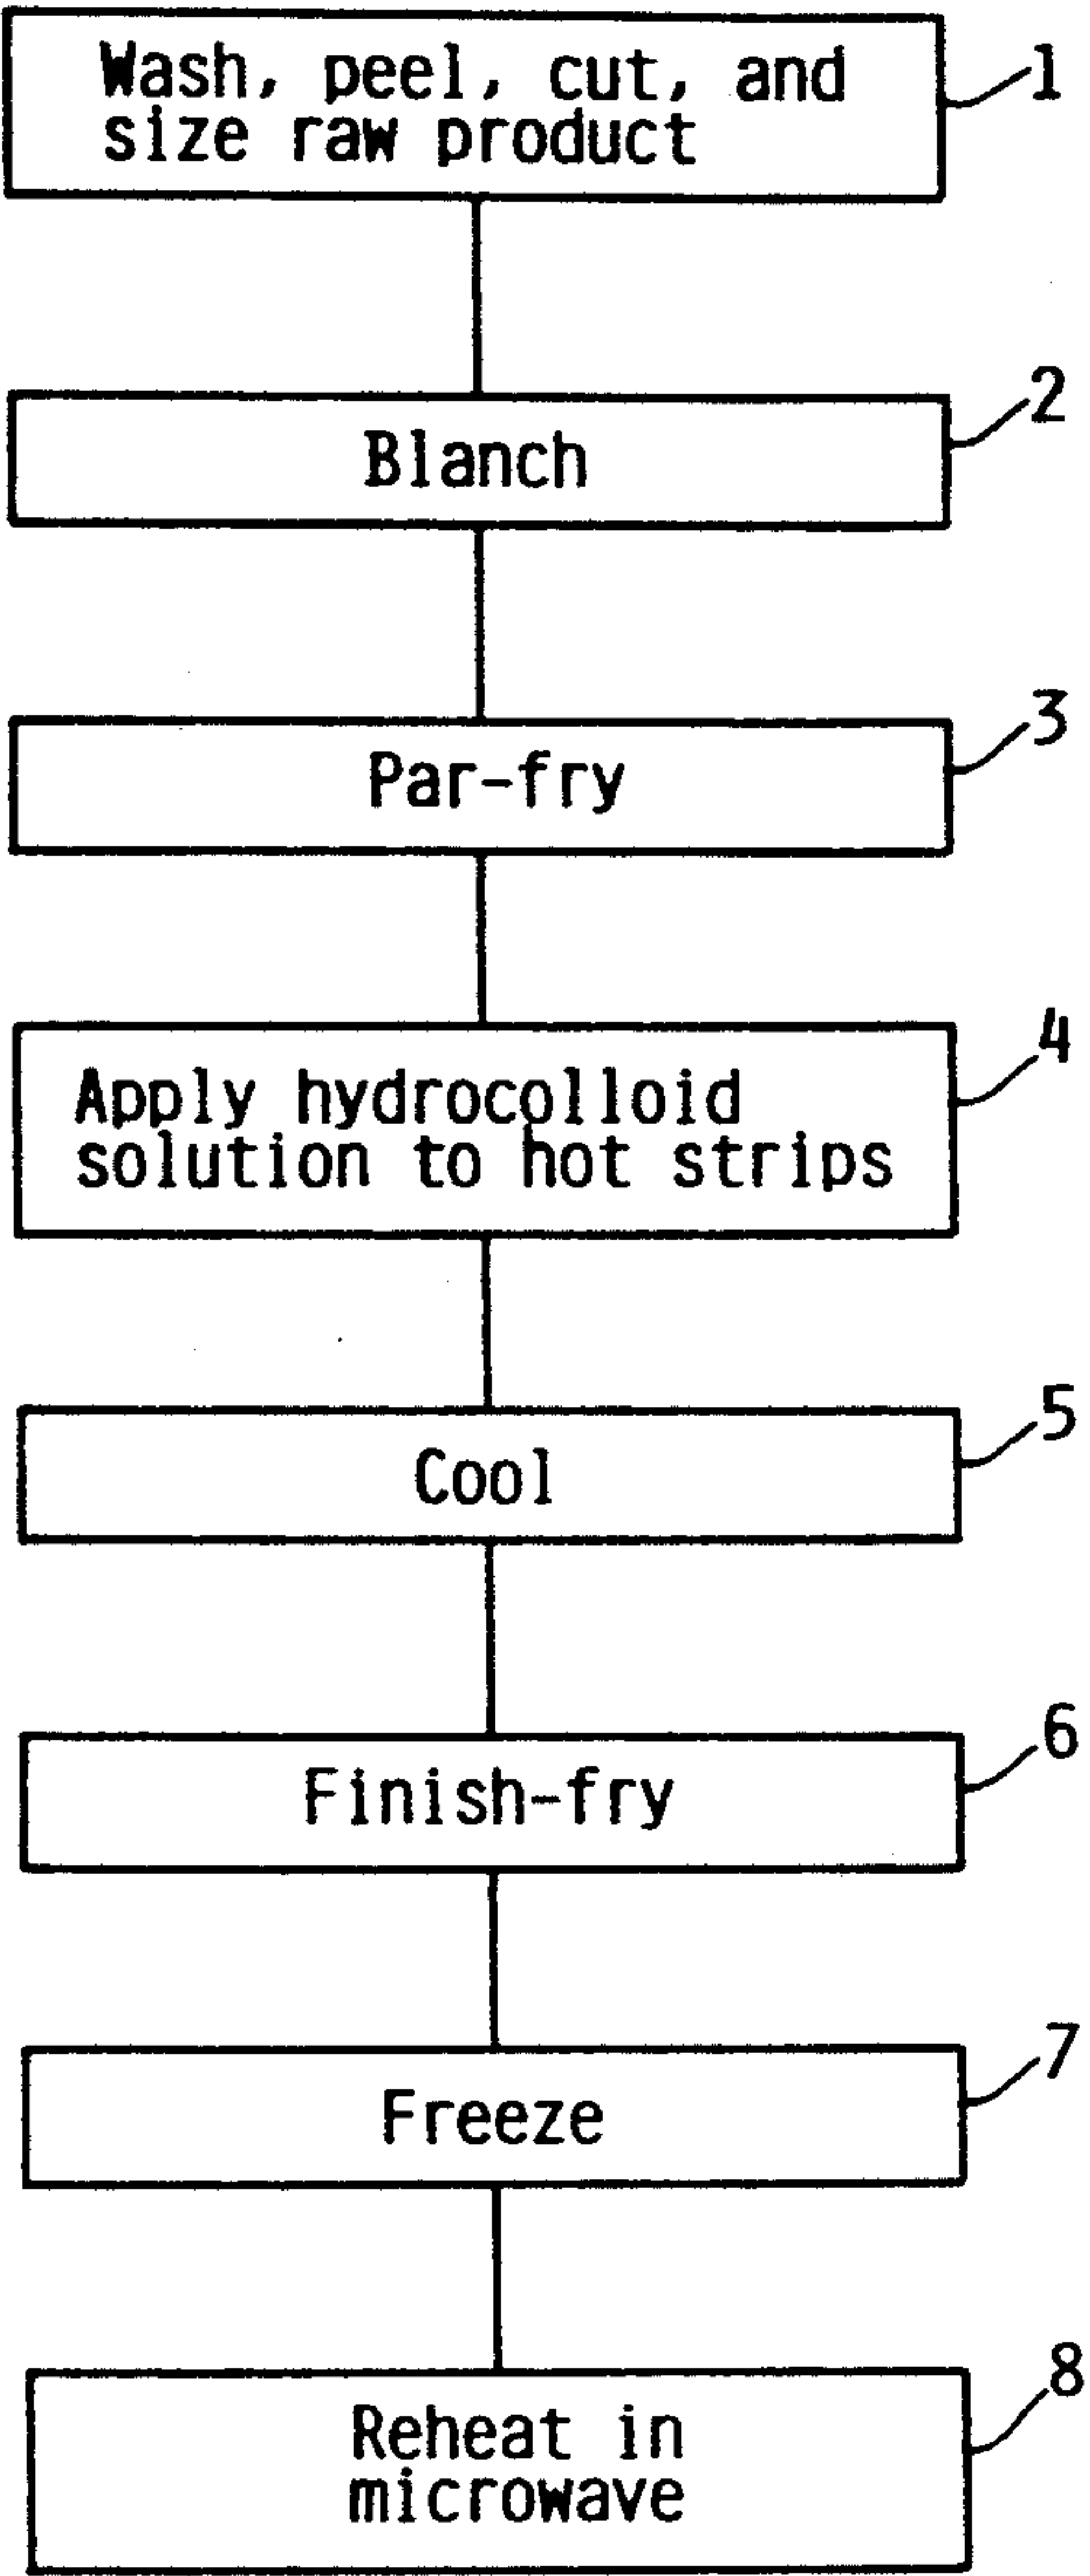 Wash, peel, cut, and
size raw product
1
Blanch
2
Par-fry
3
Apply hydrocolloid
solution to hot strips
4
Cool
5
Finish-fry
6
Freeze
7
Reheat in
microwave
8